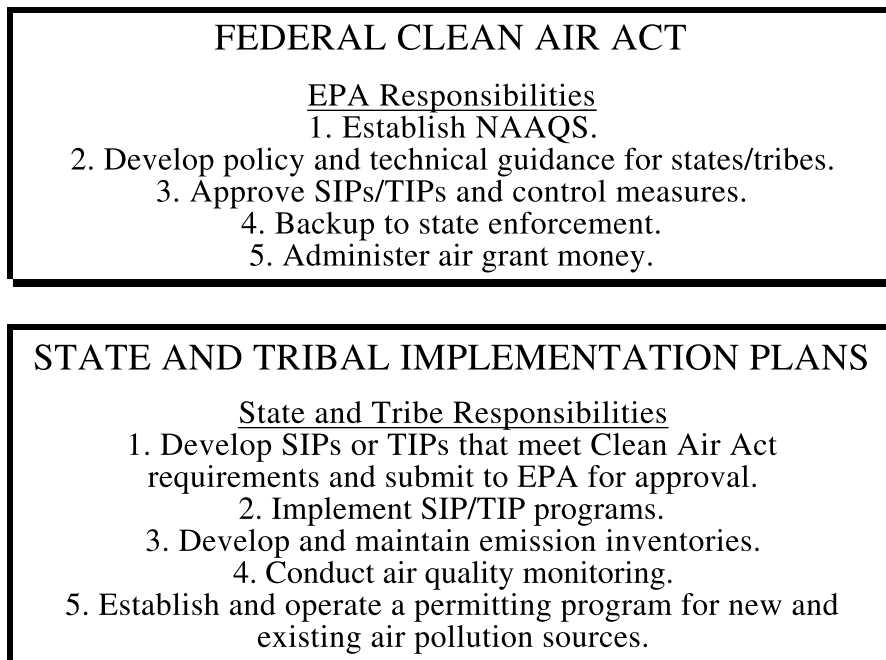 FEDERAL CLEAN AIR ACT
EPA Responsibilities
1. Establish NAAQS.
2. Develop policy and technical guidance for states/tribes.
3. Approve SIPs/TIPs and control measures.
4. Backup to state enforcement.
5. Administer air grant money.
STATE AND TRIBAL IMPLEMENTATION PLANS
State and Tribe Responsibilities
1. Develop SIPs or TIPs that meet Clean Air Act
requirements and submit to EPA for approval.
2. Implement SIP/TIP programs.
3. Develop and maintain emission inventories.
4. Conduct air quality monitoring.
5. Establish and operate a permitting program for new and
existing air pollution sources.